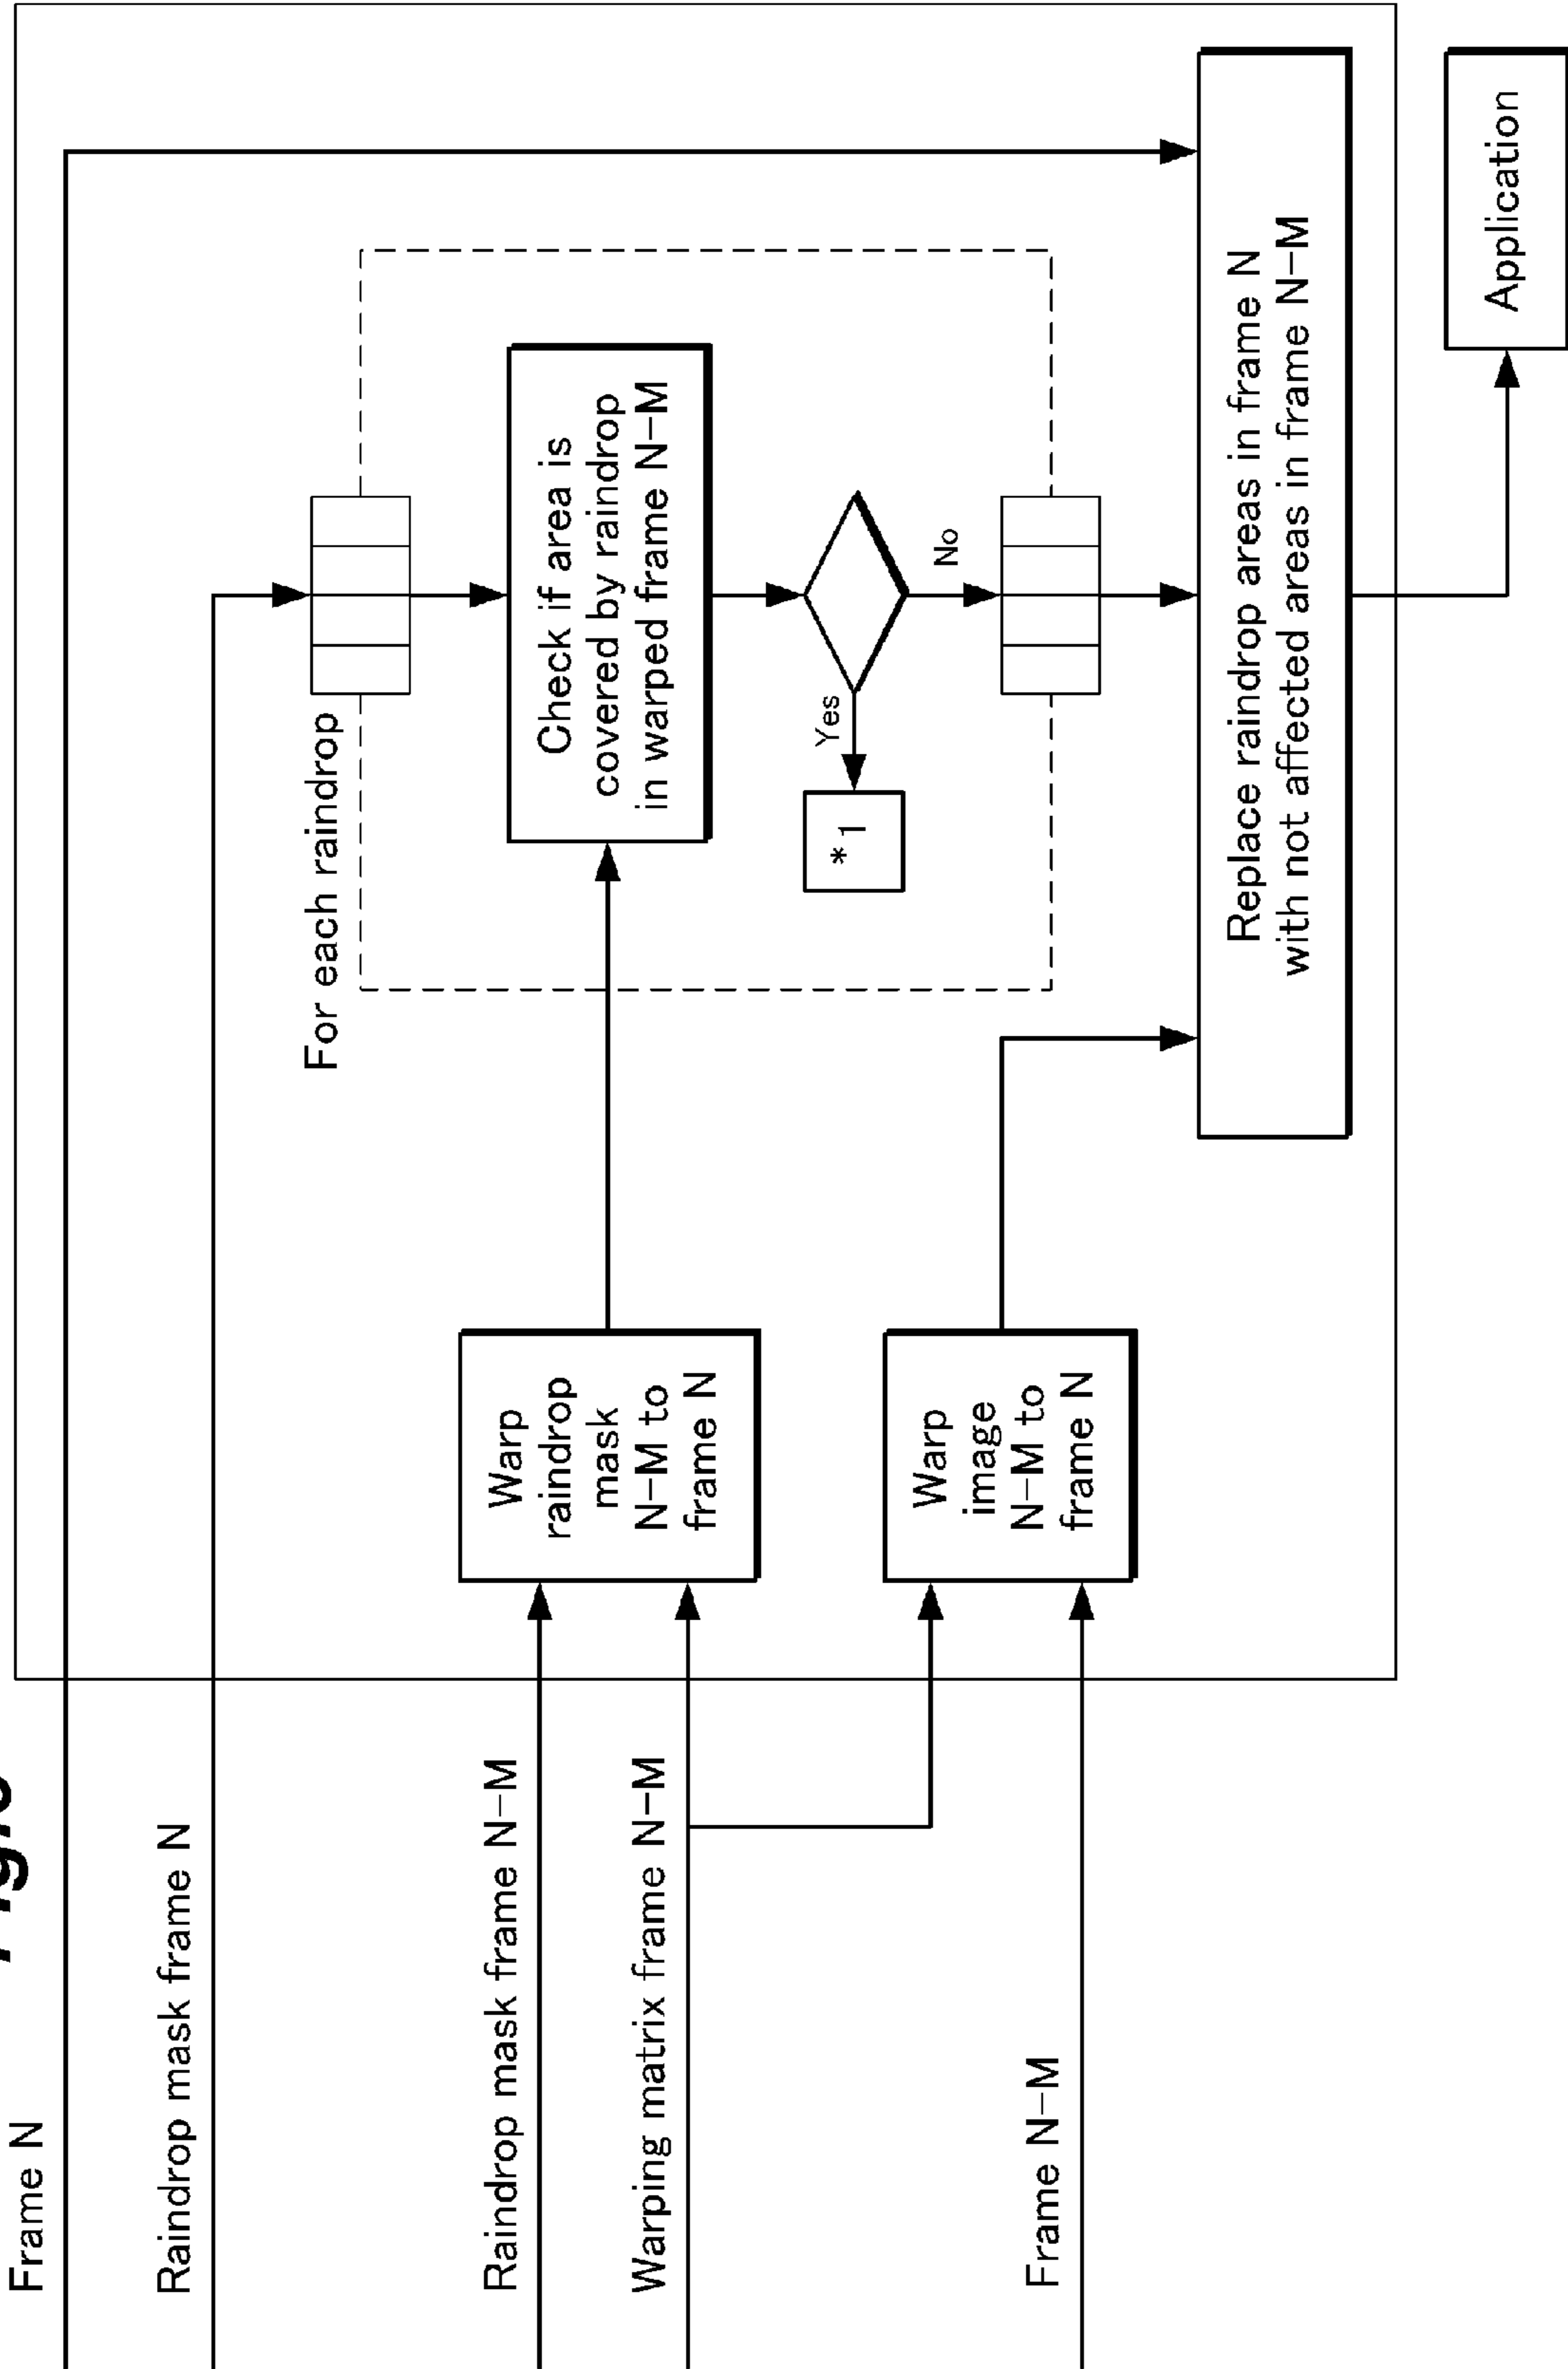 Frame N
Raindrop mask frame N
Raindrop mask frame N-M
Warping matrix frame N-M
Frame N-M
Warp
raindrop
mask
N-M to
frame N
Warp
image
N-M to
frame N
For each raindrop
Check if area is
covered by raindrop
in warped frame N-M
Yes
No
*1
Replace raindrop areas in frame N
with not affected areas in frame N-M
Application